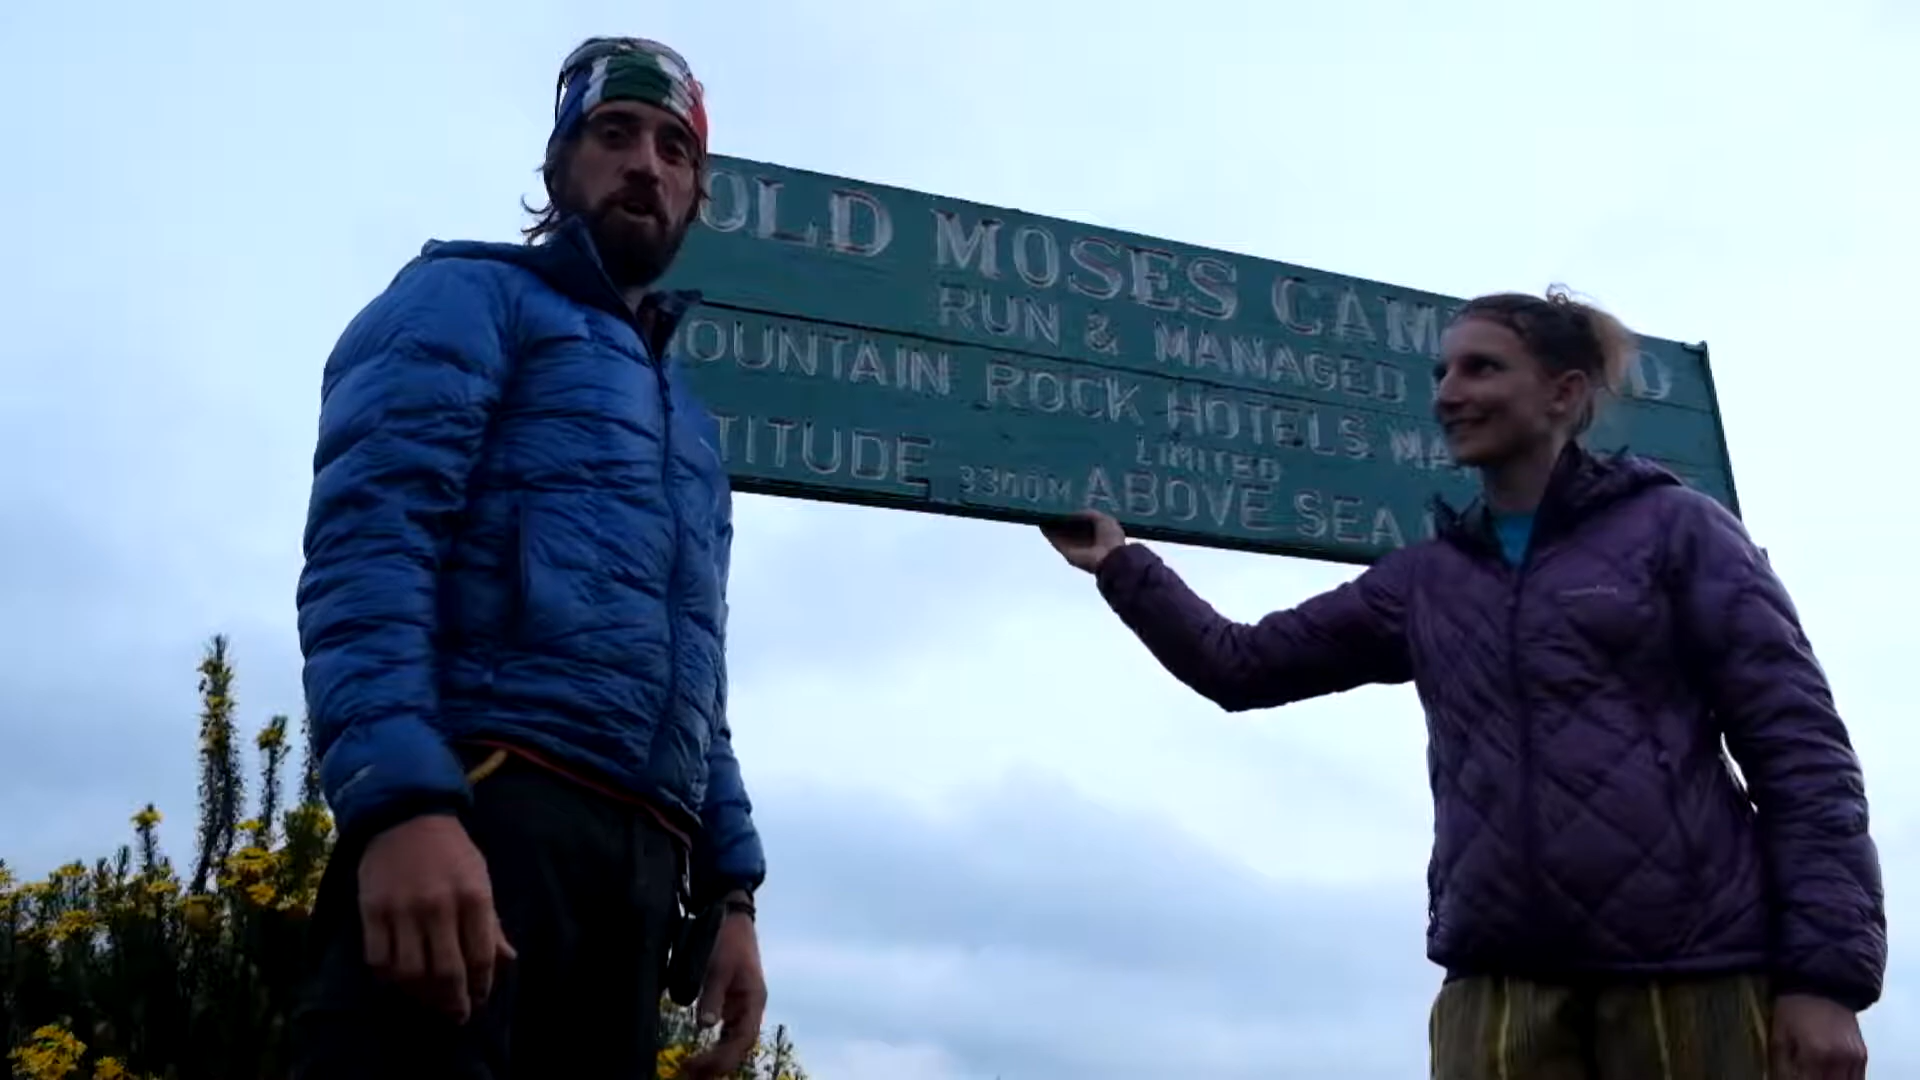 OLD MOSES CAM
RUN & MANAGED
OUNTAIN ROCK HOTELS MA
LIMITED
TITUDE 3300M ABOVE SEA